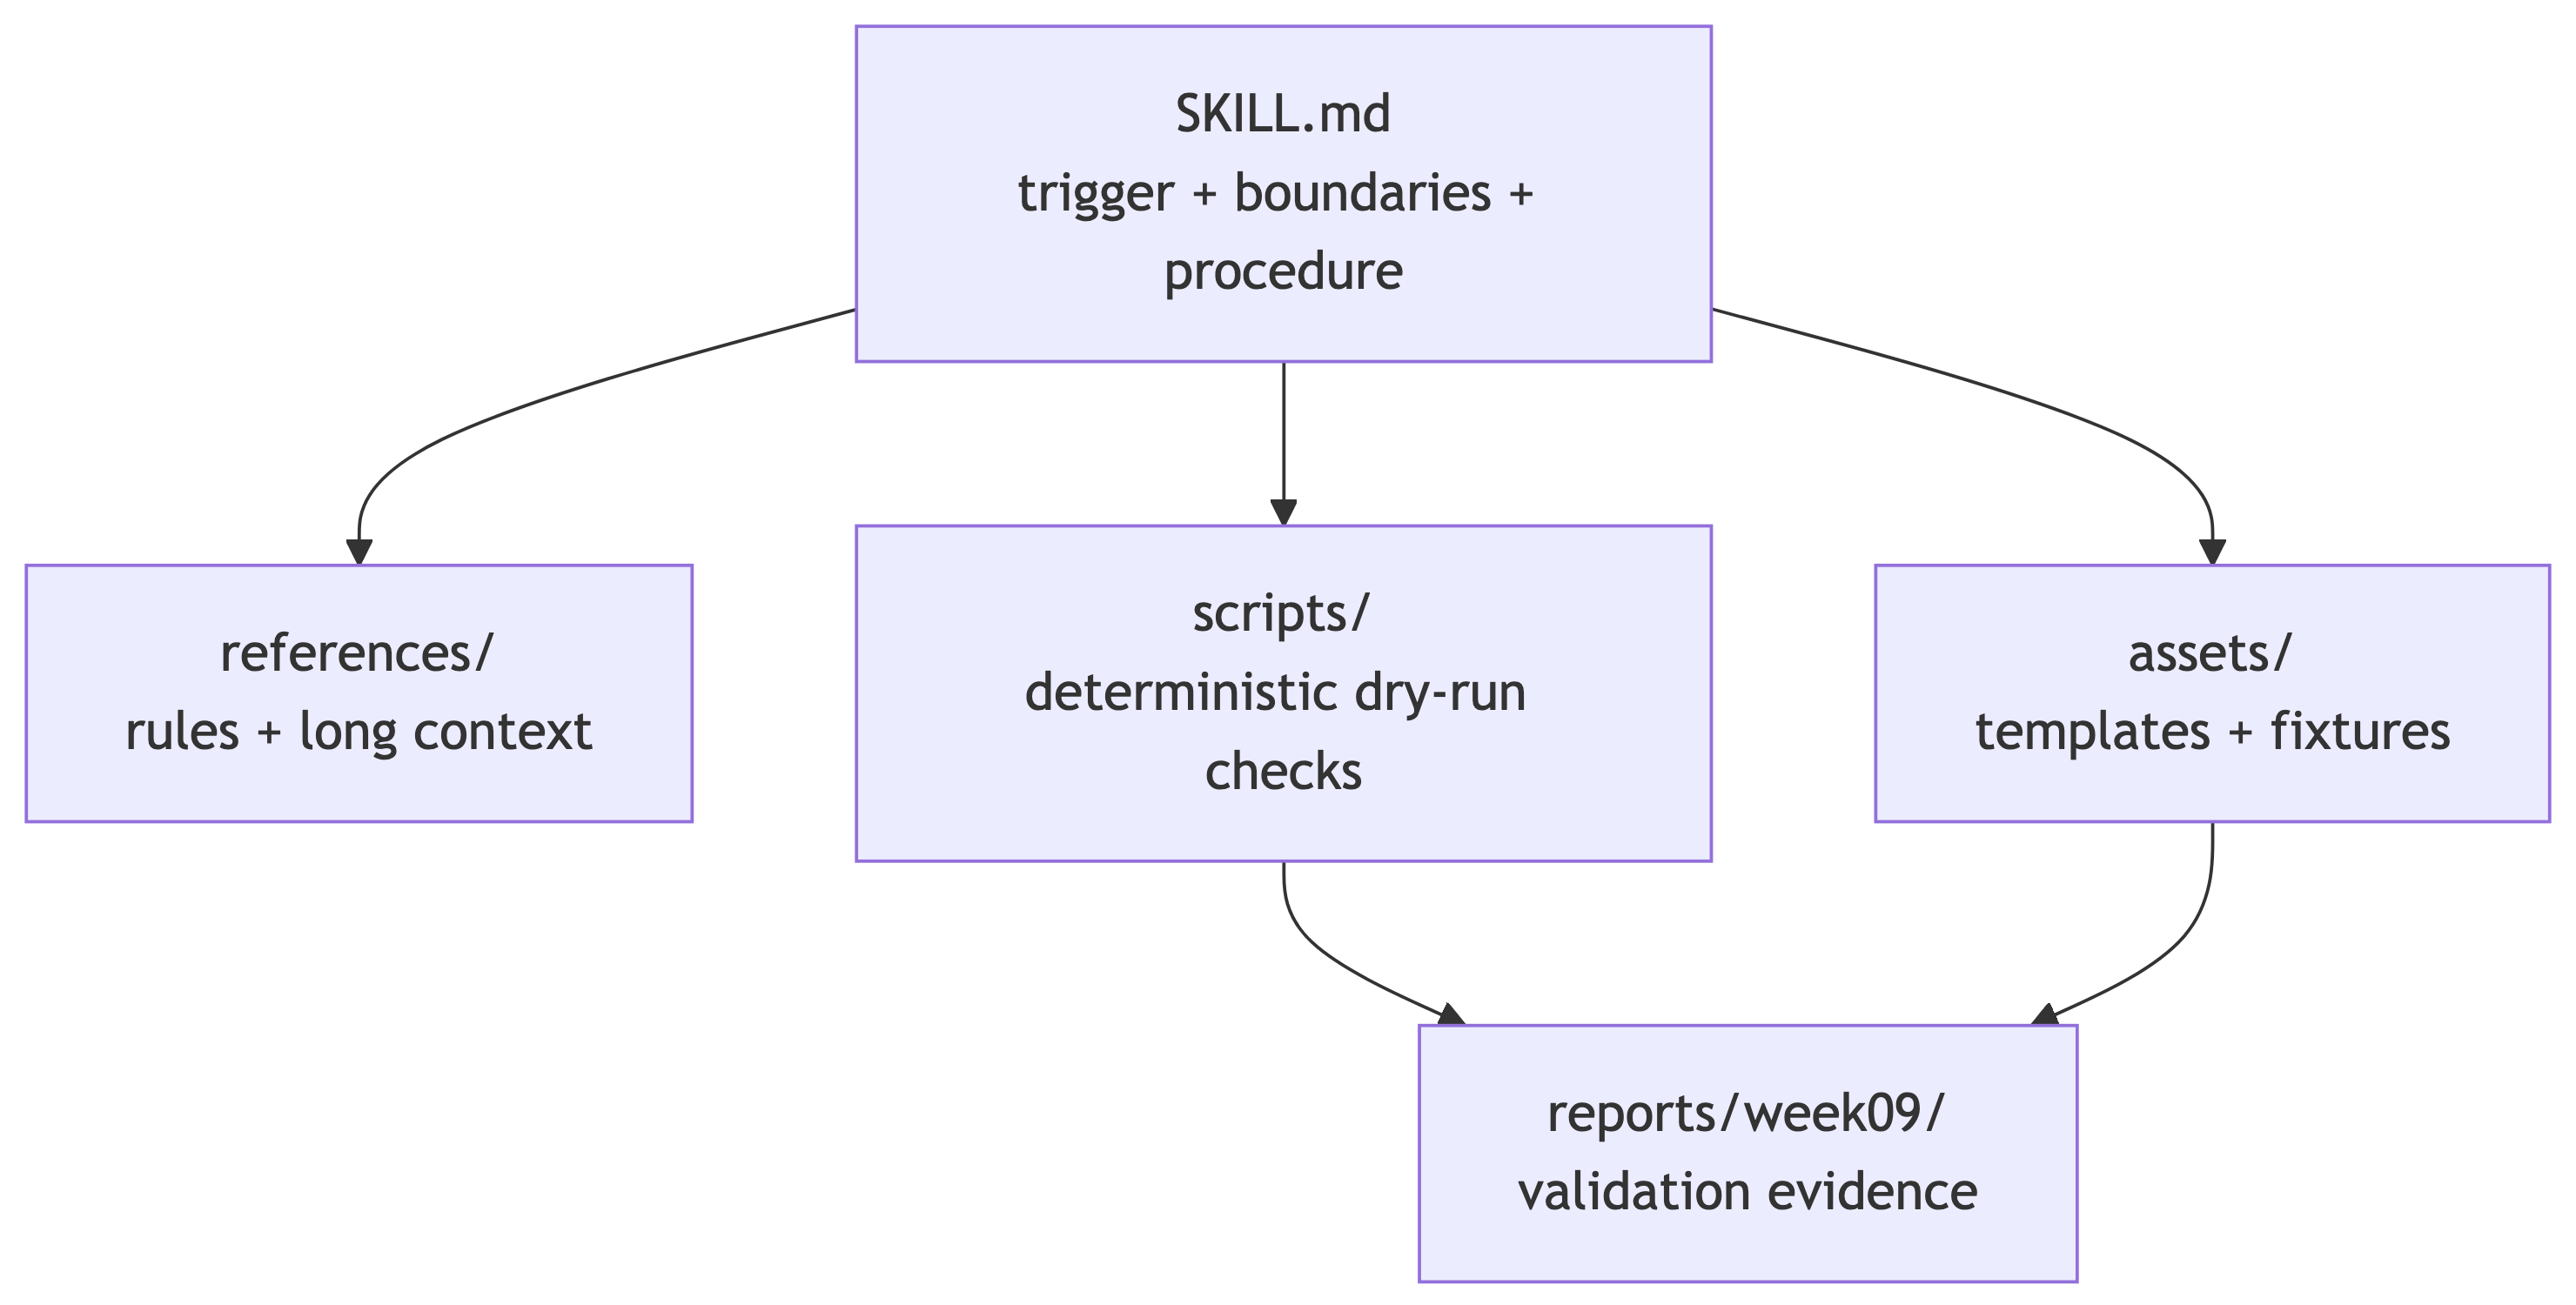 SKILL.md
trigger + boundaries +
procedure
references/
rules + long context
scripts/
deterministic dry-run
checks
assets/
templates + fixtures
reports/week09/
validation evidence